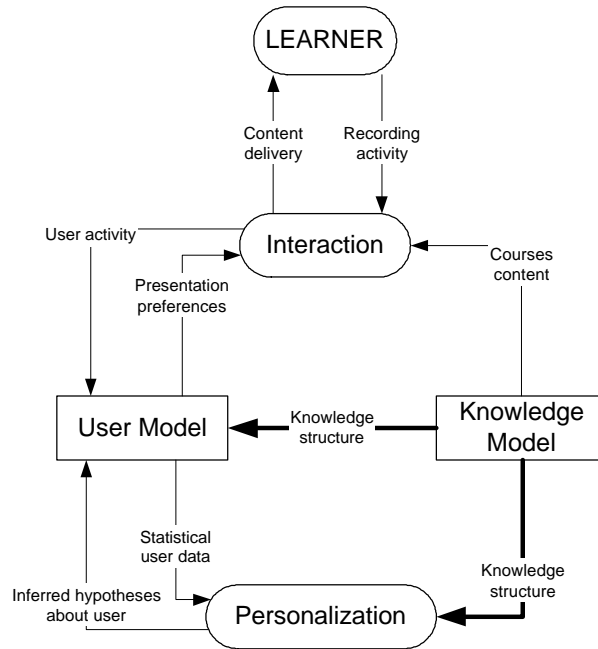 LEARNER
Content
delivery
Recording
activity
User activity
Interaction
Courses
content
Presentation
preferences
User Model
Knowledge
structure
Knowledge
Model
Statistical
user data
Knowledge
structure
Inferred hypotheses
about user
Personalization